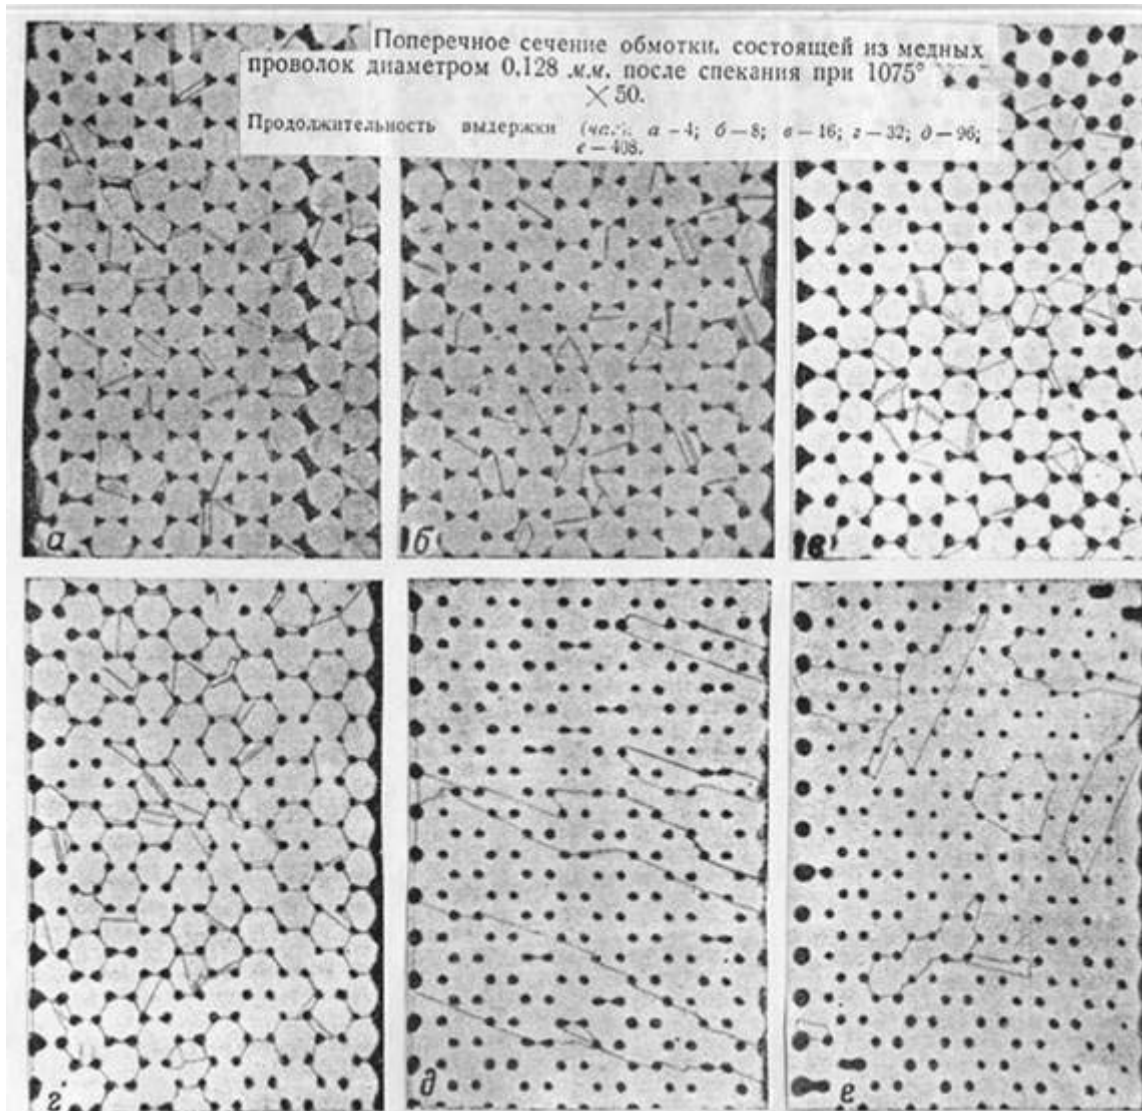 Поперечное сечение обмотки, состоящей из медных
проволок диаметром 0,128 м.м. после спекания при 1075°
× 50.
Продолжительность выдержки (час.): а – 4; б – 8; в – 16; г – 32; д – 96;
е – 408.
а
б
в
г
д
е